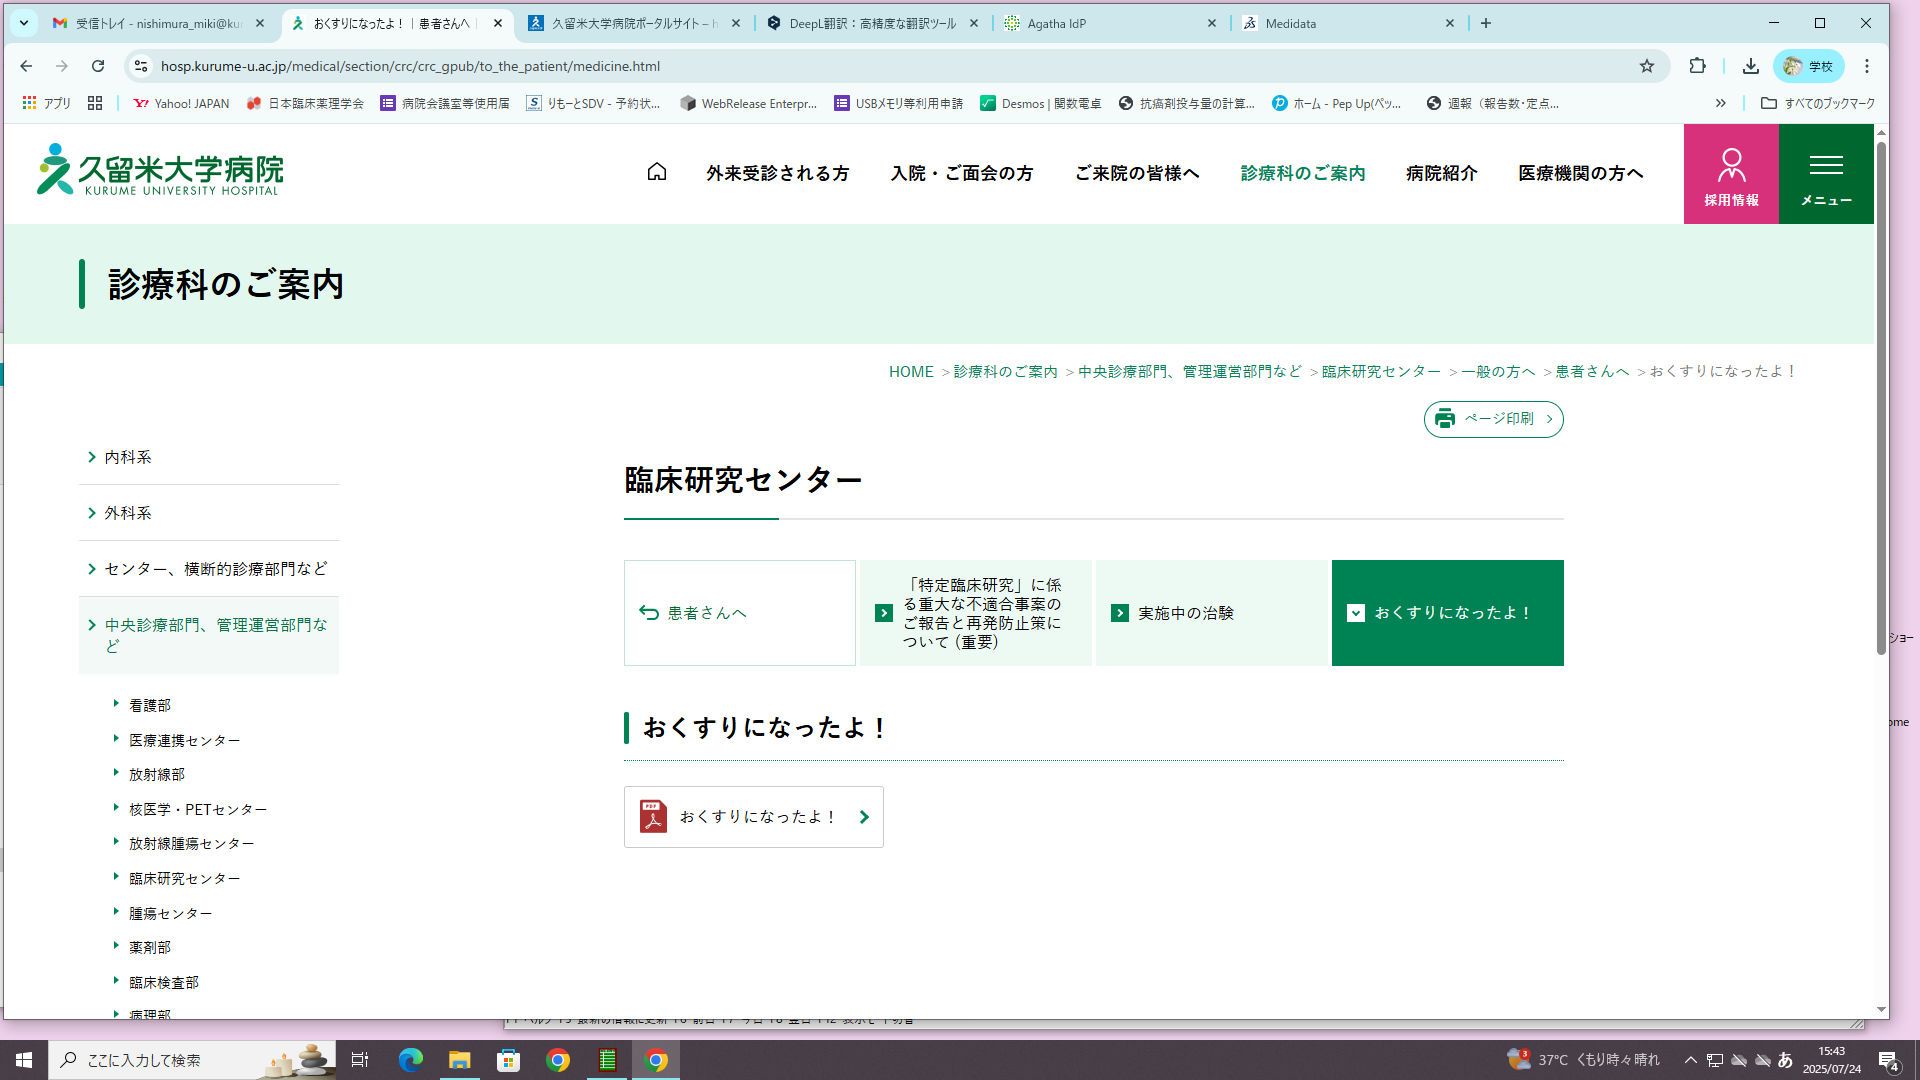 受信トレイ - nishimura_miki@ku
おくすりになったよ！｜患者さんへ｜
久留米大学病院ポータルサイト – h
DeepL翻訳：高精度な翻訳ツール
Agatha IdP
Medidata
hosp.kurume-u.ac.jp/medical/section/crc/crc_gpub/to_the_patient/medicine.html
学校
アプリ
Yahoo! JAPAN
日本臨床薬理学会
病院会議室等使用届
りもーとSDV - 予約状...
WebRelease Enterpr...
USBメモリ等利用申請
Desmos | 関数電卓
抗癌剤投与量の計算...
ホーム - Pep Up(ペッ...
週報（報告数・定点...
すべてのブックマーク
久留米大学病院
KURUME UNIVERSITY HOSPITAL
外来受診される方
入院・ご面会の方
ご来院の皆様へ
診療科のご案内
病院紹介
医療機関の方へ
採用情報
メニュー
診療科のご案内
HOME >診療科のご案内 >中央診療部門、管理運営部門など >臨床研究センター >一般の方へ >患者さんへ >おくすりになったよ！
ページ印刷
内科系
外科系
センター、横断的診療部門など
中央診療部門、管理運営部門な
ど
看護部
医療連携センター
放射線部
核医学・PETセンター
放射線腫瘍センター
臨床研究センター
腫瘍センター
薬剤部
臨床検査部
病理部
臨床研究センター
患者さんへ
「特定臨床研究」に係
る重大な不適合事案の
ご報告と再発防止策に
ついて (重要)
実施中の治験
おくすりになったよ！
おくすりになったよ！
PDF
おくすりになったよ！
ショー
ome
ここに入力して検索
3
37°C くもり時々晴れ
あ
15:43
2025/07/24
4